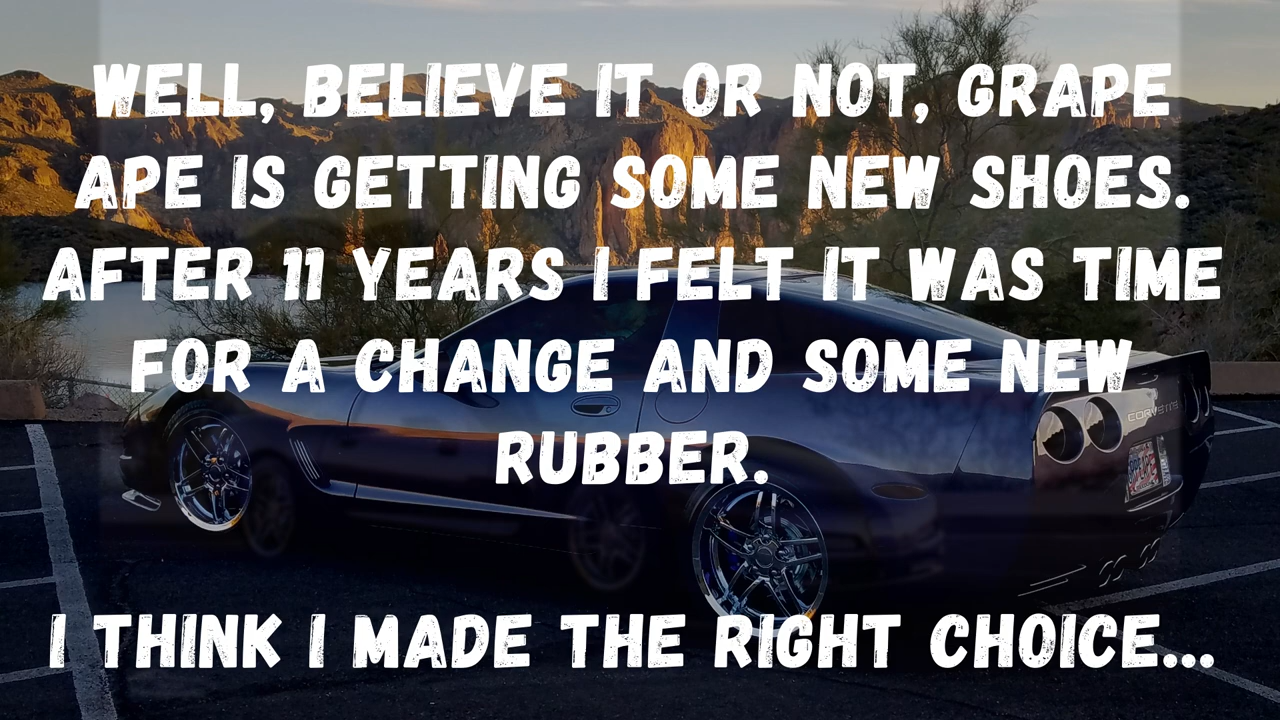 WELL, BELIEVE IT OR NOT, GRAPE
APE IS GETTING SOME NEW SHOES.
AFTER 11 YEARS I FELT IT WAS TIME
FOR A CHANGE AND SOME NEW
RUBBER.
I THINK I MADE THE RIGHT CHOICE...
CORVETTE